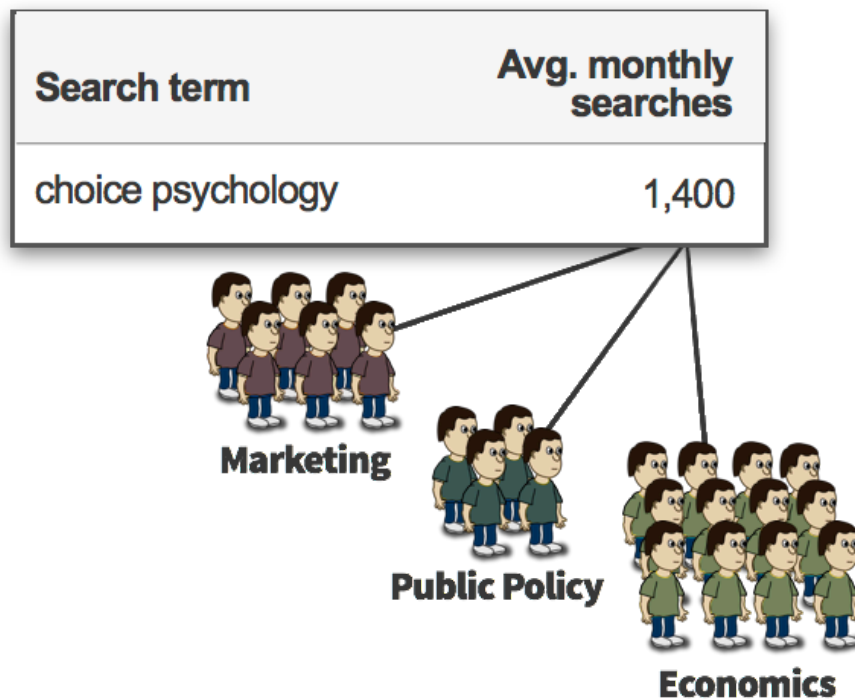 Search term
Avg. monthly
searches
choice psychology
1,400
Marketing
Public Policy
Economics